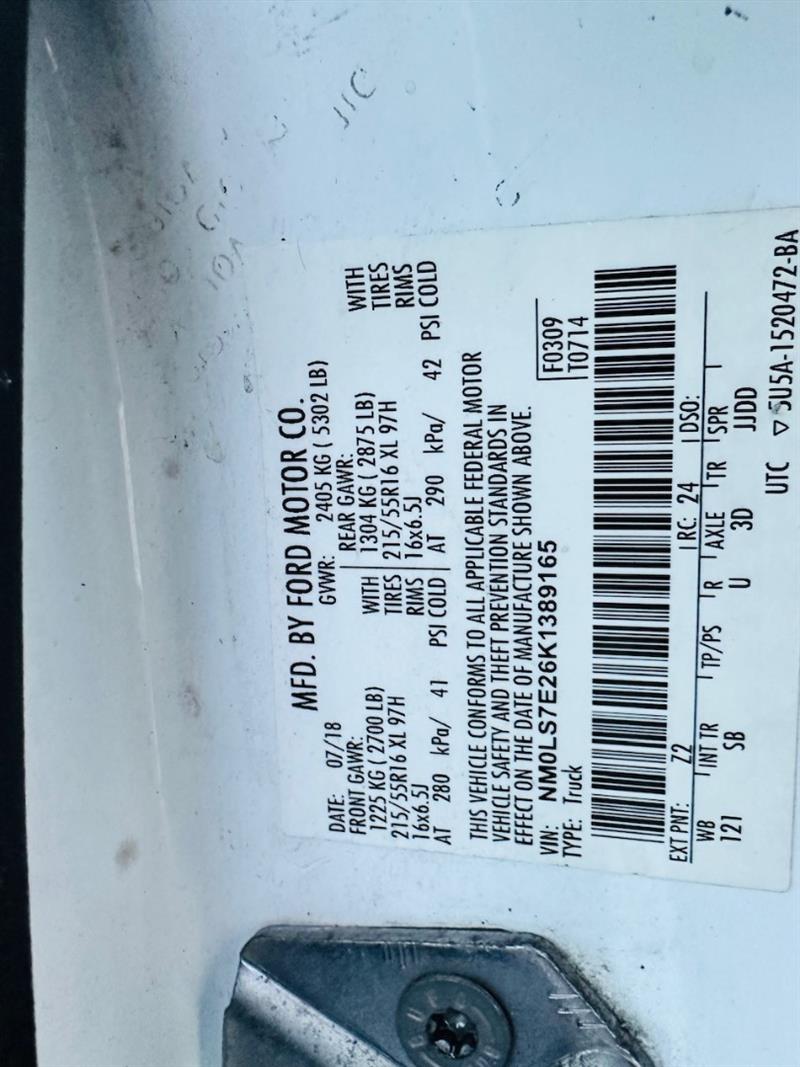 MFD. BY FORD MOTOR CO.
DATE: 07/18 GVWR: 2405 KG ( 5302 LB)
FRONT GAWR: REAR GAWR:
1225 KG ( 2700 LB) WITH 1304 KG ( 2875 LB) WITH
215/55R16 XL 97H TIRES 215/55R16 XL 97H TIRES
16x6.5J RIMS 16x6.5J RIMS
AT 280 kPa/ 41 PSI COLD AT 290 kPa/ 42 PSI COLD
THIS VEHICLE CONFORMS TO ALL APPLICABLE FEDERAL MOTOR
VEHICLE SAFETY AND THEFT PREVENTION STANDARDS IN
EFFECT ON THE DATE OF MANUFACTURE SHOWN ABOVE.
VIN: NM0LS7E26K1389165 F0309
TYPE: Truck T0714
EXT PNT: Z2 RC: 24 DSO:
WB INT TR TP/PS R AXLE TR SPR
121 SB U 3D JJDD
UTC ▽ 5U5A-1520472-BA